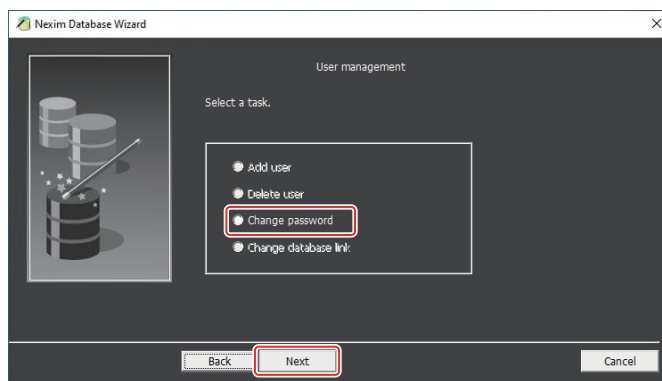 Nexim Database Wizard
User management
Select a task.
Add user
Delete user
Change password
Change database link
Back Next Cancel